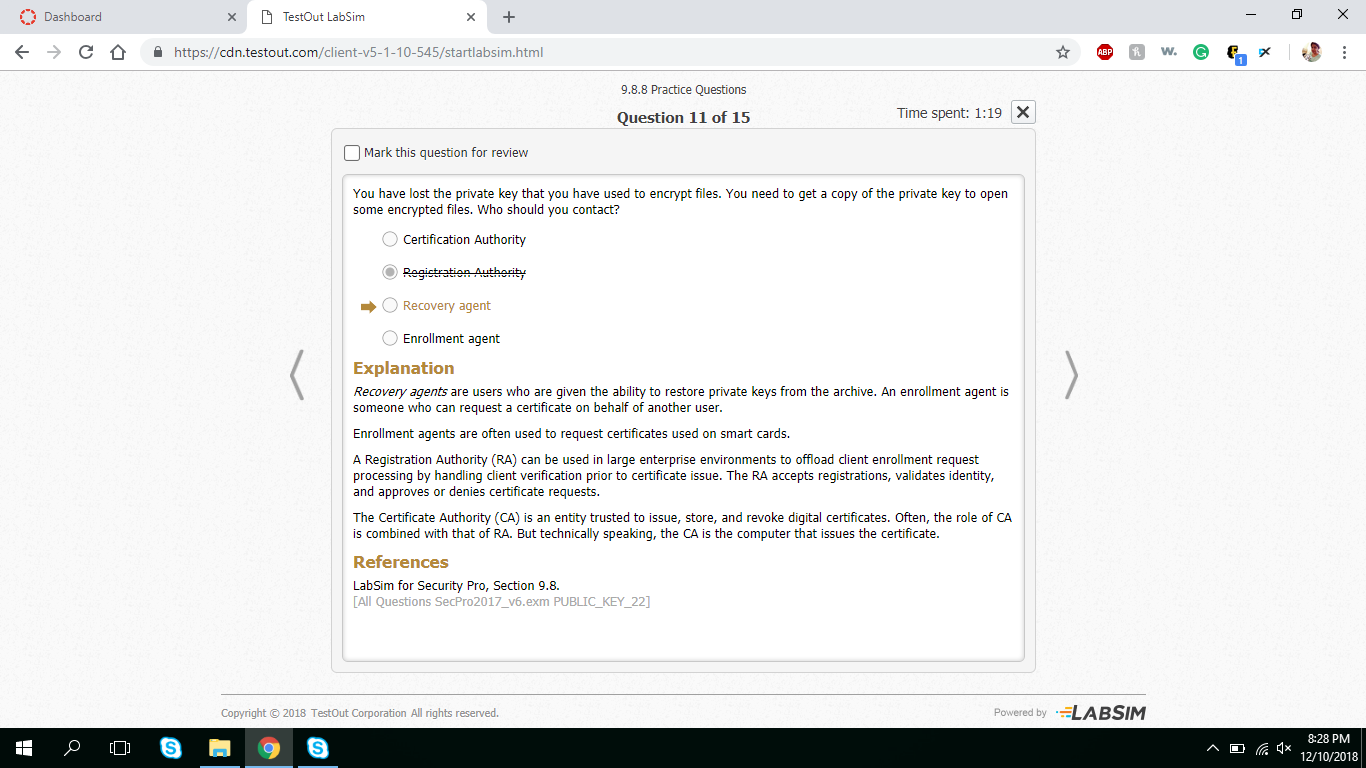 Dashboard
TestOut LabSim
https://cdn.testout.com/client-v5-1-10-545/startlabsim.html
ABP
w.
1
9.8.8 Practice Questions
Question 11 of 15
Time spent: 1:19
Mark this question for review
You have lost the private key that you have used to encrypt files. You need to get a copy of the private key to open
some encrypted files. Who should you contact?
Certification Authority
Registration Authority
Recovery agent
Enrollment agent
Explanation
Recovery agents are users who are given the ability to restore private keys from the archive. An enrollment agent is
someone who can request a certificate on behalf of another user.
Enrollment agents are often used to request certificates used on smart cards.
A Registration Authority (RA) can be used in large enterprise environments to offload client enrollment request
processing by handling client verification prior to certificate issue. The RA accepts registrations, validates identity,
and approves or denies certificate requests.
The Certificate Authority (CA) is an entity trusted to issue, store, and revoke digital certificates. Often, the role of CA
is combined with that of RA. But technically speaking, the CA is the computer that issues the certificate.
References
LabSim for Security Pro, Section 9.8.
[All Questions SecPro2017_v6.exm PUBLIC_KEY_22]
Copyright © 2018 TestOut Corporation All rights reserved.
Powered by LABSIM
8:28 PM
12/10/2018